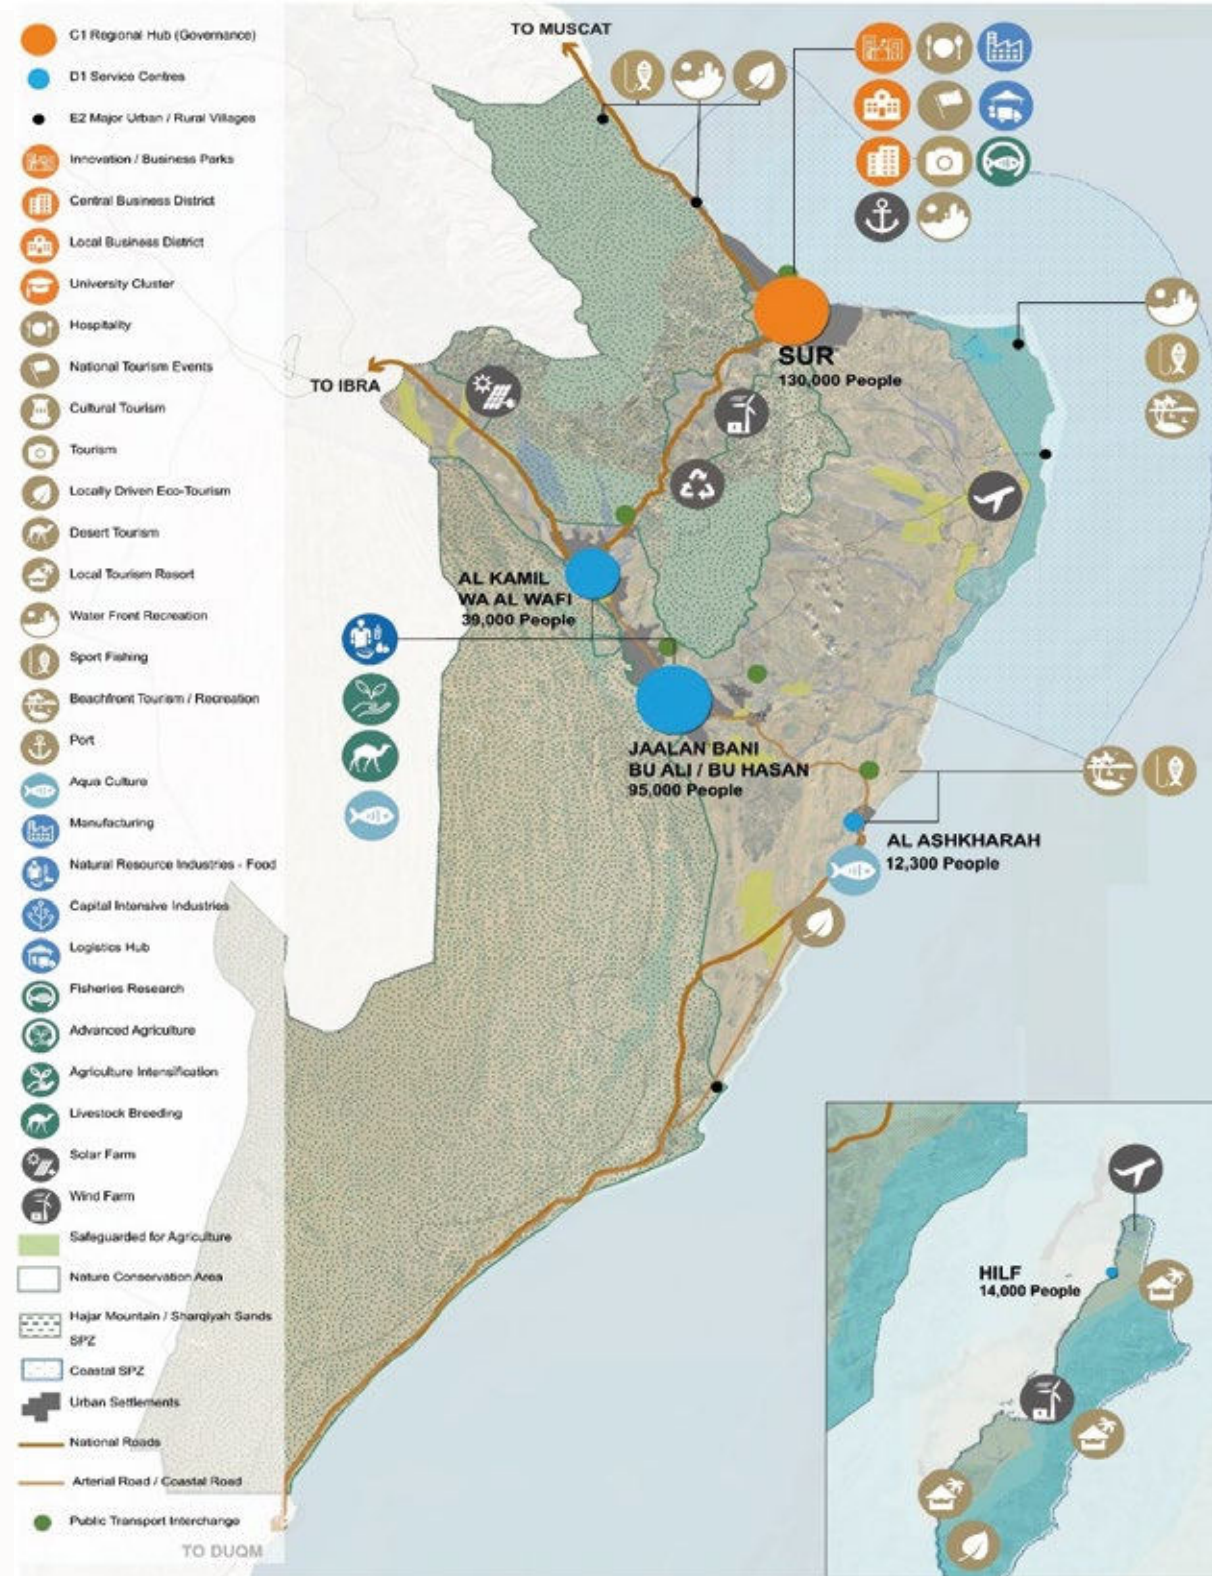 C1 Regional Hub (Governance)
D1 Service Centres
E2 Major Urban / Rural Villages
Innovation / Business Parks
Central Business District
Local Business District
University Cluster
Hospitality
National Tourism Events
Cultural Tourism
Tourism
Locally Driven Eco-Tourism
Desert Tourism
Local Tourism Resort
Water Front Recreation
Sport Fishing
Beachfront Tourism / Recreation
Port
Aqua Culture
Manufacturing
Natural Resource Industries - Food
Capital Intensive Industries
Logistics Hub
Fisheries Research
Advanced Agriculture
Agriculture Intensification
Livestock Breeding
Solar Farm
Wind Farm
Safeguarded for Agriculture
Nature Conservation Area
Hajar Mountain / Sharqiyah Sands
SPZ
Coastal SPZ
Urban Settlements
National Roads
Arterial Road / Coastal Road
Public Transport Interchange
TO DUQM
TO MUSCAT
TO IBRA
SUR
130,000 People
AL KAMIL
WA AL WAFI
39,000 People
JAALAN BANI
BU ALI / BU HASAN
95,000 People
AL ASHKHARAH
12,300 People
HILF
14,000 People